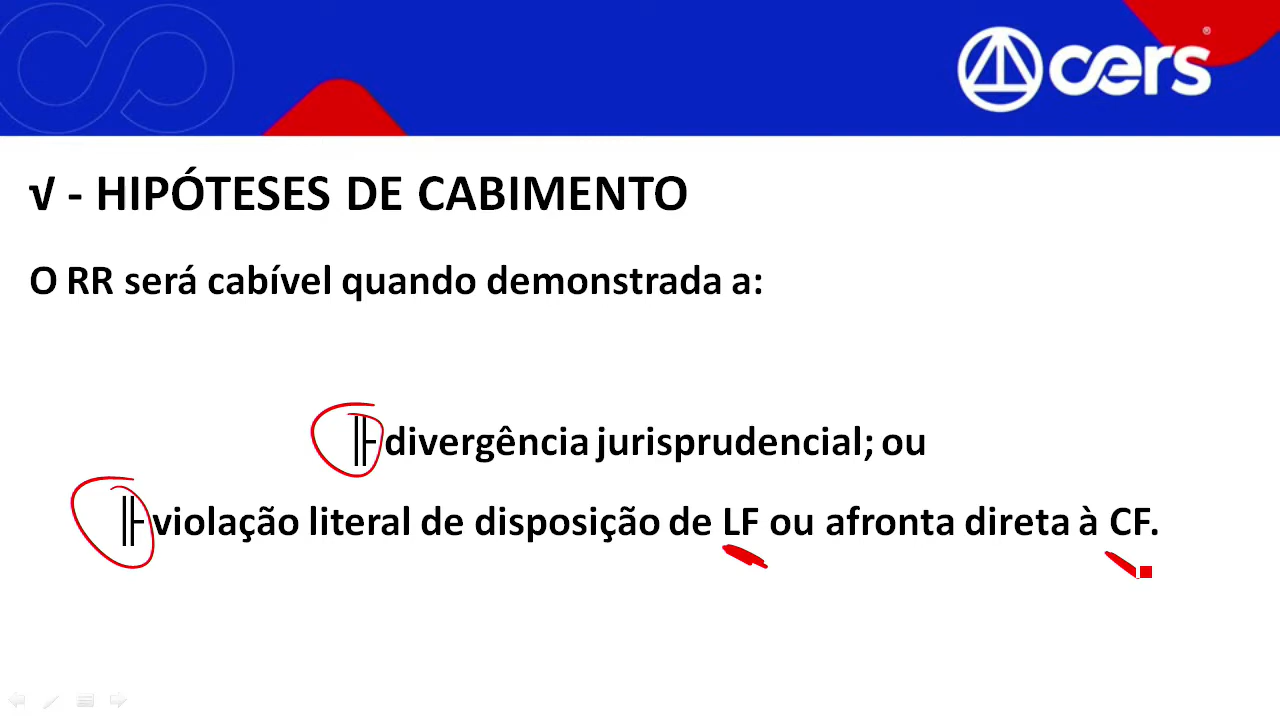 cers®
√ - HIPÓTESES DE CABIMENTO
O RR será cabível quando demonstrada a:
╟ divergência jurisprudencial; ou
╟ violação literal de disposição de LF ou afronta direta à CF.